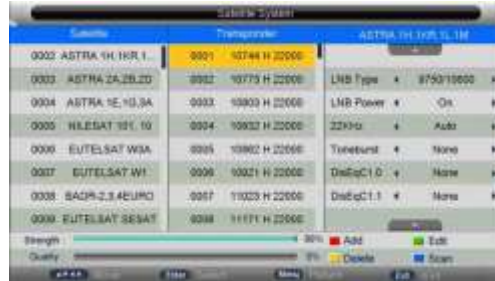 Satellite System
Satellite Transponder ASTRA 1H,1KR,1L,1M
0002 ASTRA 1H,1KR,1... 0001 10744 H 22000
0003 ASTRA 2A,2B,2D 0002 10773 H 22000 LNB Type 9750/10600
0004 ASTRA 1E,1G,3A 0003 10803 H 22000 LNB Power On
0005 NILESAT 101, 10 0004 10832 H 22000 22KHz Auto
0006 EUTELSAT W3A 0005 10862 H 22000 Toneburst None
0007 EUTELSAT W1 0006 10921 H 22000 DisEqC1.0 None
0008 BADR-2,3,4EURO 0007 11023 H 22000 DisEqC1.1 None
0009 EUTELSAT SESAT 0008 11171 H 22000
Strength Add Edit
Quality 0% Delete Scan
Enter Menu Exit